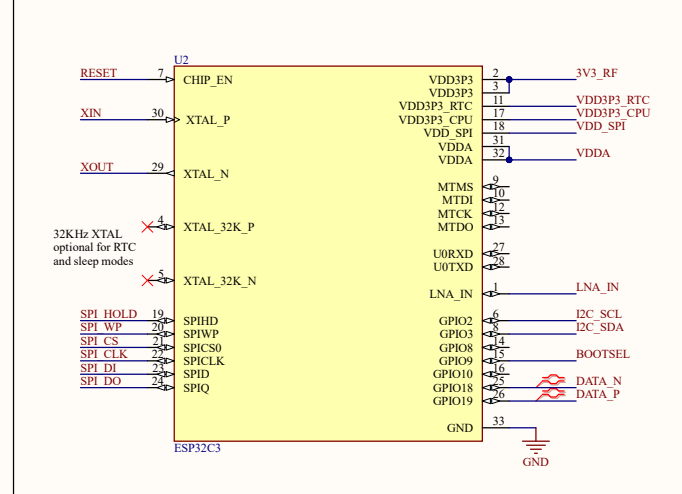 U2
RESET 7 CHIP_EN VDD3P3 2 3V3_RF
VDD3P3 3
VDD3P3_RTC 11 VDD3P3_RTC
XIN 30 XTAL_P VDD3P3_CPU 17 VDD3P3_CPU
VDD_SPI 18 VDD_SPI
VDDA 31
XOUT 29 XTAL_N VDDA 32 VDDA
MTMS 9
MTDI 10
MTCK 12
4 XTAL_32K_P MTDO 13
32KHz XTAL
optional for RTC
and sleep modes
U0RXD 27
U0TXD 28
5 XTAL_32K_N
LNA_IN 1 LNA_IN
SPI_HOLD 19 SPIHD GPIO2 6 I2C_SCL
SPI_WP 20 SPIWP GPIO3 8 I2C_SDA
SPI_CS 21 SPICS0 GPIO8 14
SPI_CLK 22 SPICLK GPIO9 15 BOOTSEL
SPI_DI 23 SPID GPIO10 16
SPI_DO 24 SPIQ GPIO18 25 DATA_N
GPIO19 26 DATA_P
GND 33
ESP32C3
GND